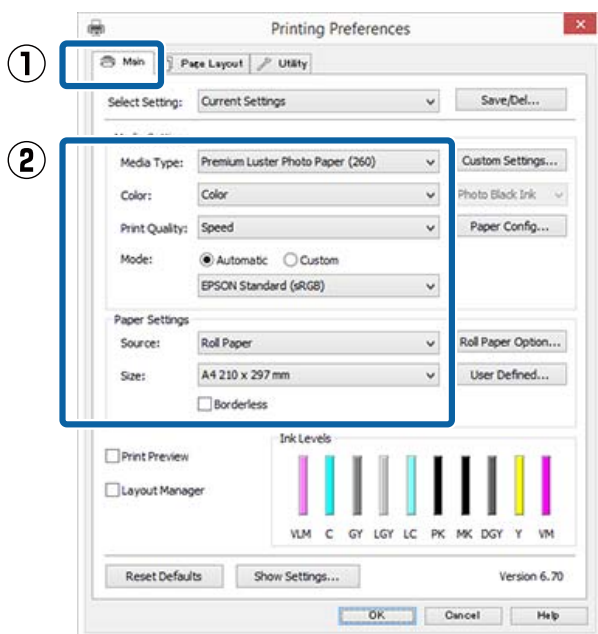 Printing Preferences
①
Main Page Layout Utility
Select Setting: Current Settings Save/Del...
②
Media Type: Premium Luster Photo Paper (260) Custom Settings...
Color: Color Photo Black Ink
Print Quality: Speed Paper Config...
Mode: Automatic Custom
EPSON Standard (sRGB)
Paper Settings
Source: Roll Paper Roll Paper Option...
Size: A4 210 x 297 mm User Defined...
Borderless
Ink Levels
Print Preview
Layout Manager
VLM C GY LGY LC PK MK DGY Y VM
Reset Defaults Show Settings... Version 6.70
OK Cancel Help